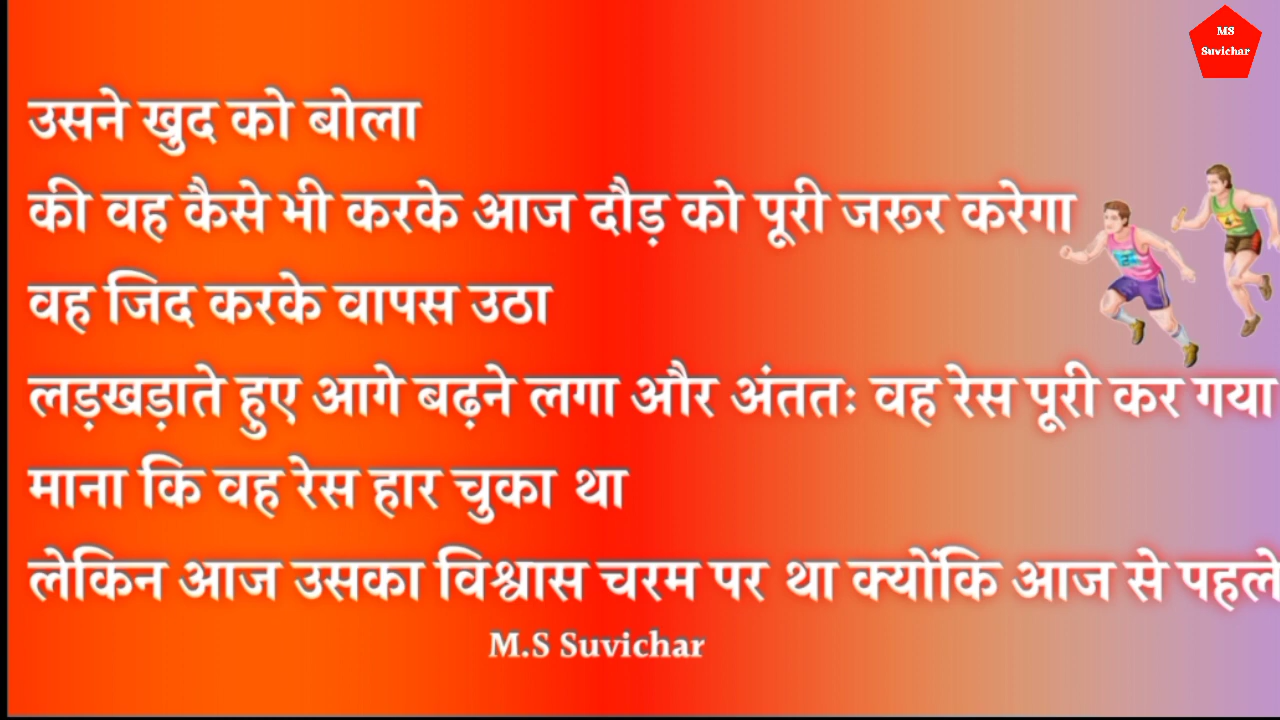 MS
Suvichar
उसने खुद को बोला
की वह कैसे भी करके आज दौड़ को पूरी जरूर करेगा
वह जिद करके वापस उठा
लड़खड़ाते हुए आगे बढ़ने लगा और अंततः वह रेस पूरी कर गया
माना कि वह रेस हार चुका था
लेकिन आज उसका विश्वास चरम पर था क्योंकि आज से पहले
M.S Suvichar